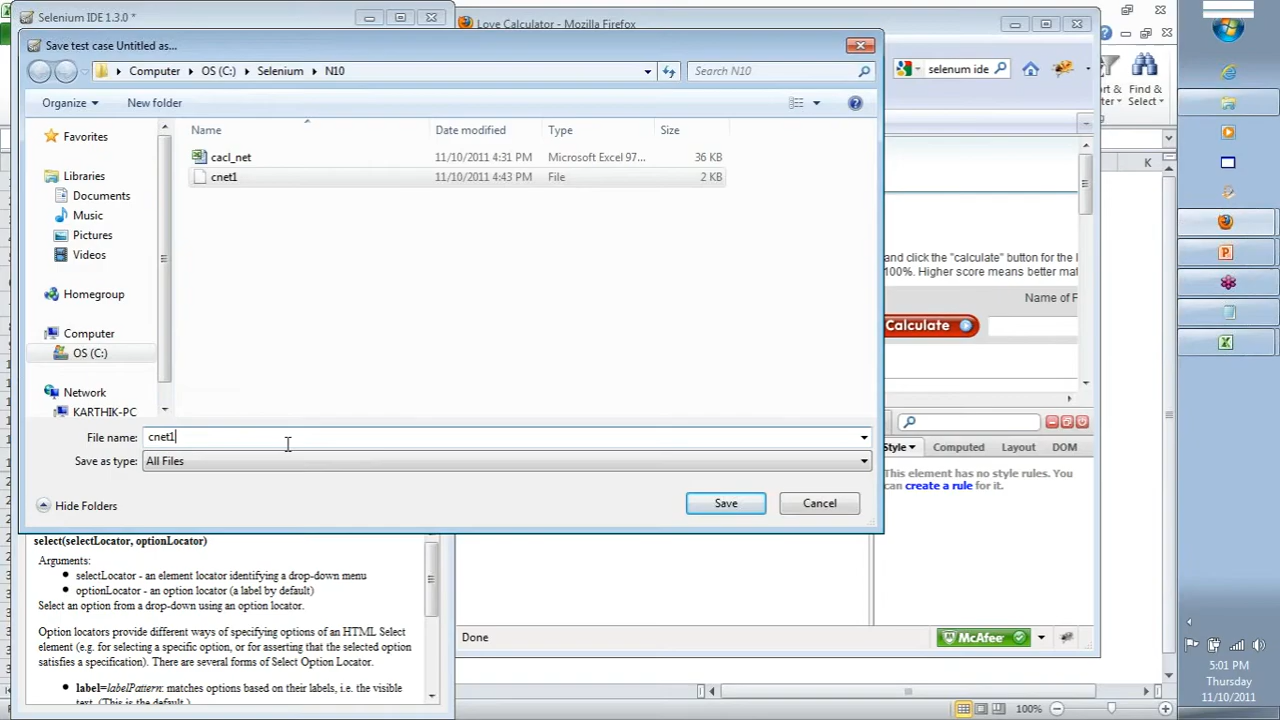 Selenium IDE 1.3.0 *
Love Calculator - Mozilla Firefox
Save test case Untitled as...
Computer
OS (C:)
Selenium
N10
Search N10
selenum ide
Organize
New folder
Find &
Select
Name
Date modified
Type
Size
Favorites
cacl_net
11/10/2011 4:31 PM
Microsoft Excel 97...
36 KB
cnet1
11/10/2011 4:43 PM
File
2 KB
Libraries
Documents
Music
Pictures
Videos
Homegroup
Computer
OS (C:)
Network
KARTHIK-PC
K
and click the "calculate" button for the l
100%. Higher score means better mat
Name of F
Calculate
File name:
cnet1
Save as type:
All Files
Hide Folders
Save
Cancel
Style
Computed
Layout
DOM
This element has no style rules. You
can create a rule for it.
select(selectLocator, optionLocator)
Arguments:
selectLocator - an element locator identifying a drop-down menu
optionLocator - an option locator (a label by default)
Select an option from a drop-down using an option locator.
Option locators provide different ways of specifying options of an HTML Select
element (e.g. for selecting a specific option, or for asserting that the selected option
satisfies a specification). There are several forms of Select Option Locator.
label=labelPattern: matches options based on their labels, i.e. the visible
text. (This is the default.)
Done
McAfee
100%
5:01 PM
Thursday
11/10/2011